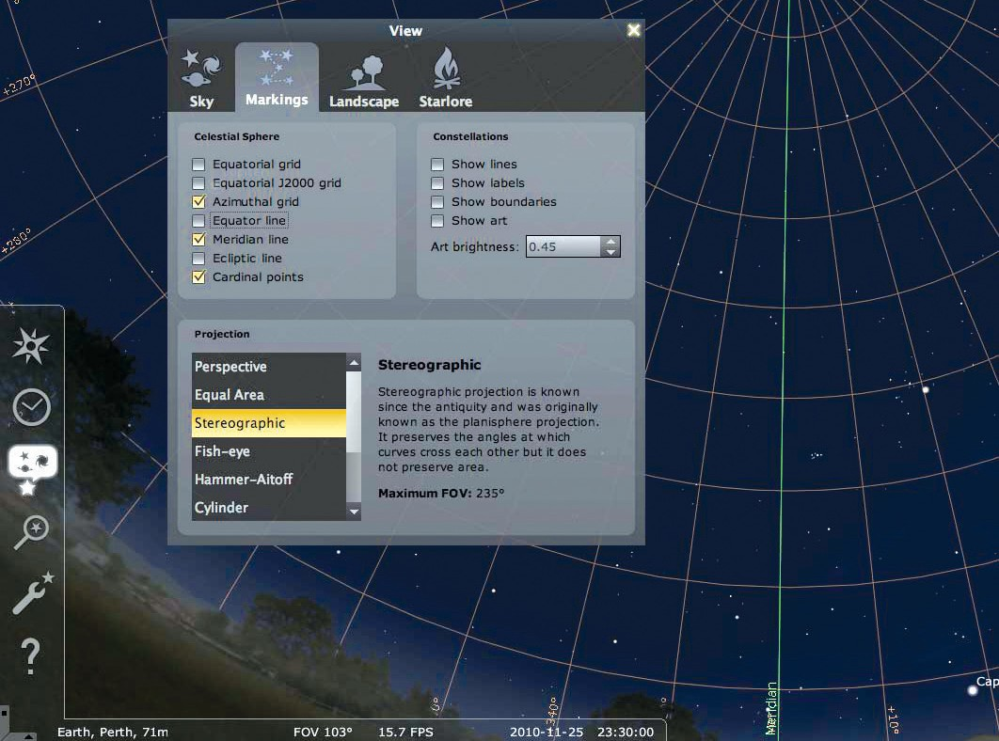 View
Sky
Markings
Landscape
Starlore
+270°
+280°
Celestial Sphere
Equatorial grid
Equatorial J2000 grid
Azimuthal grid
Equator line
Meridian line
Ecliptic line
Cardinal points
Constellations
Show lines
Show labels
Show boundaries
Show art
Art brightness: 0.45
Projection
Perspective
Equal Area
Stereographic
Fish-eye
Hammer-Aitoff
Cylinder
Stereographic
Stereographic projection is known
since the antiquity and was originally
known as the planisphere projection.
It preserves the angles at which
curves cross each other but it does
not preserve area.
Maximum FOV: 235°
?
Cap
Meridian
+10°
Earth, Perth, 71m FOV 103° 15.7 FPS 2010-11-25 23:30:00